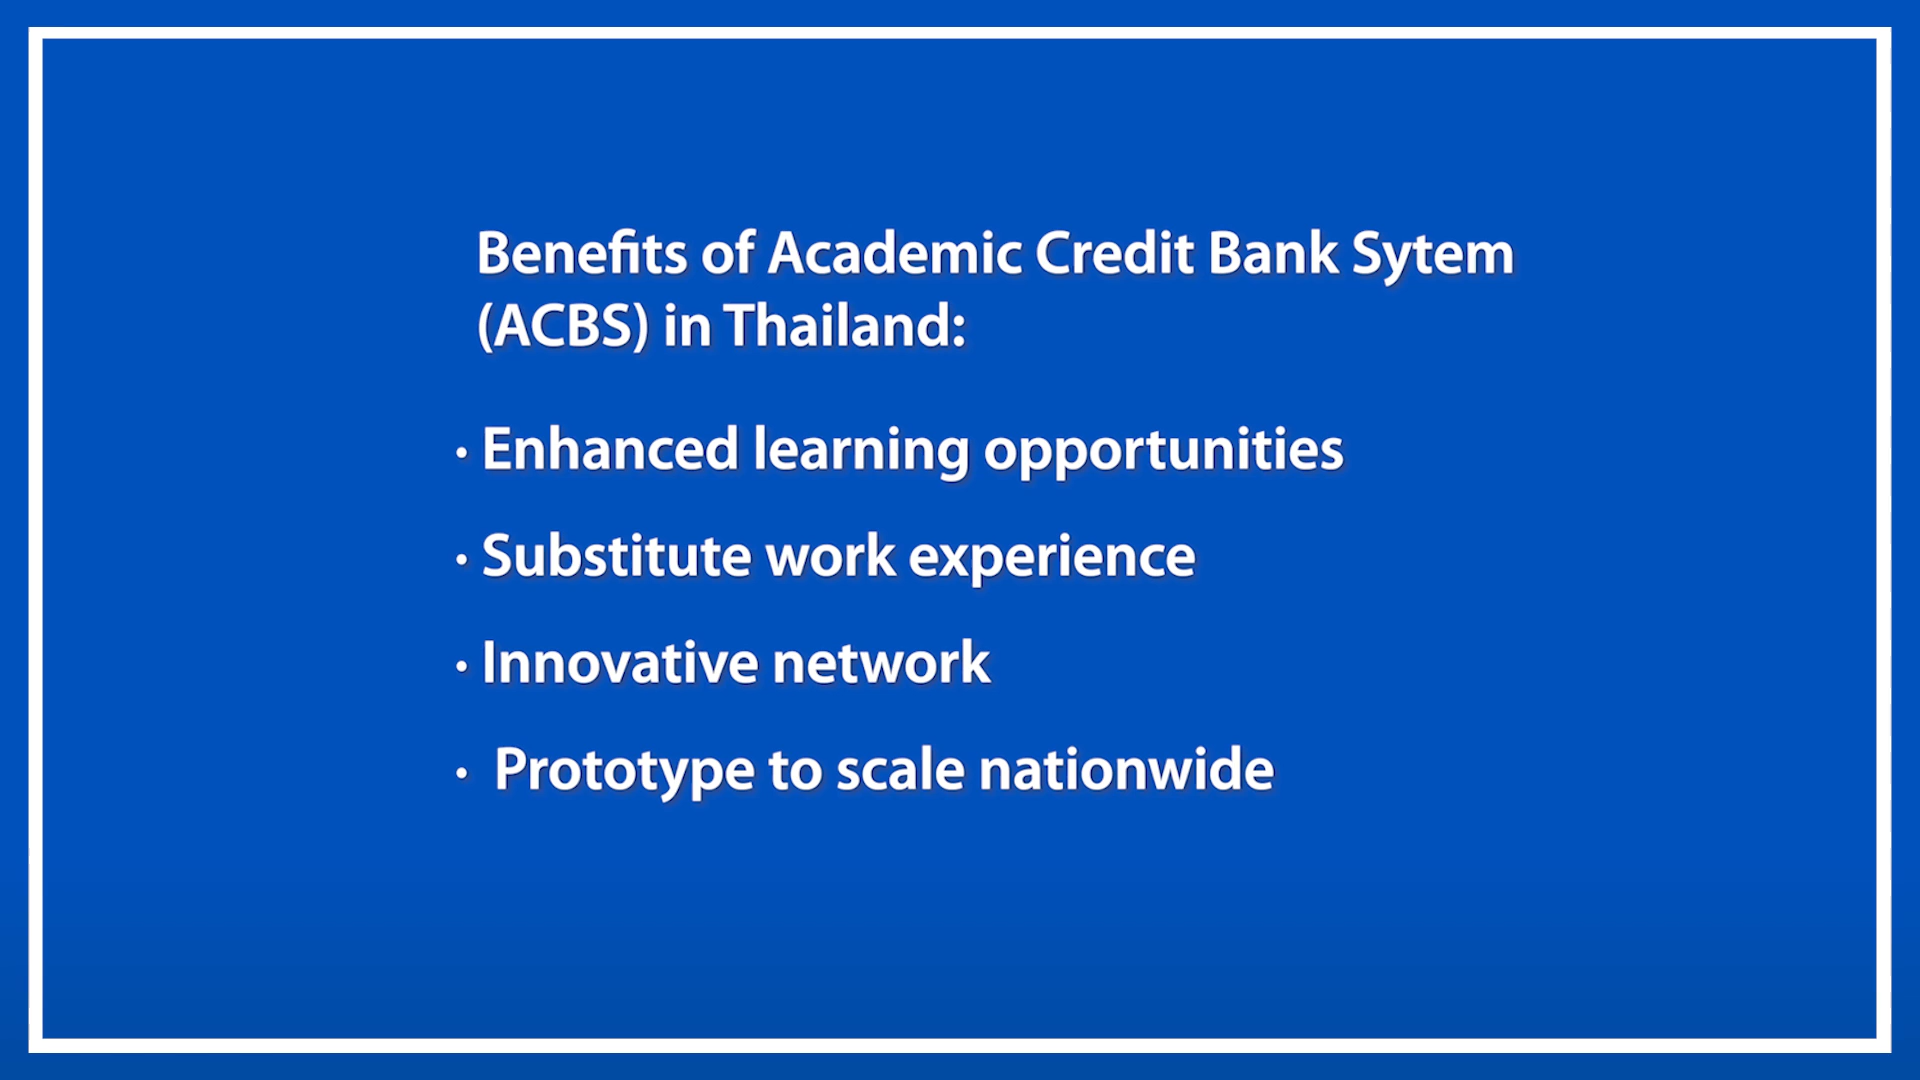 Benefits of Academic Credit Bank Sytem
(ACBS) in Thailand:
· Enhanced learning opportunities
· Substitute work experience
· Innovative network
· Prototype to scale nationwide